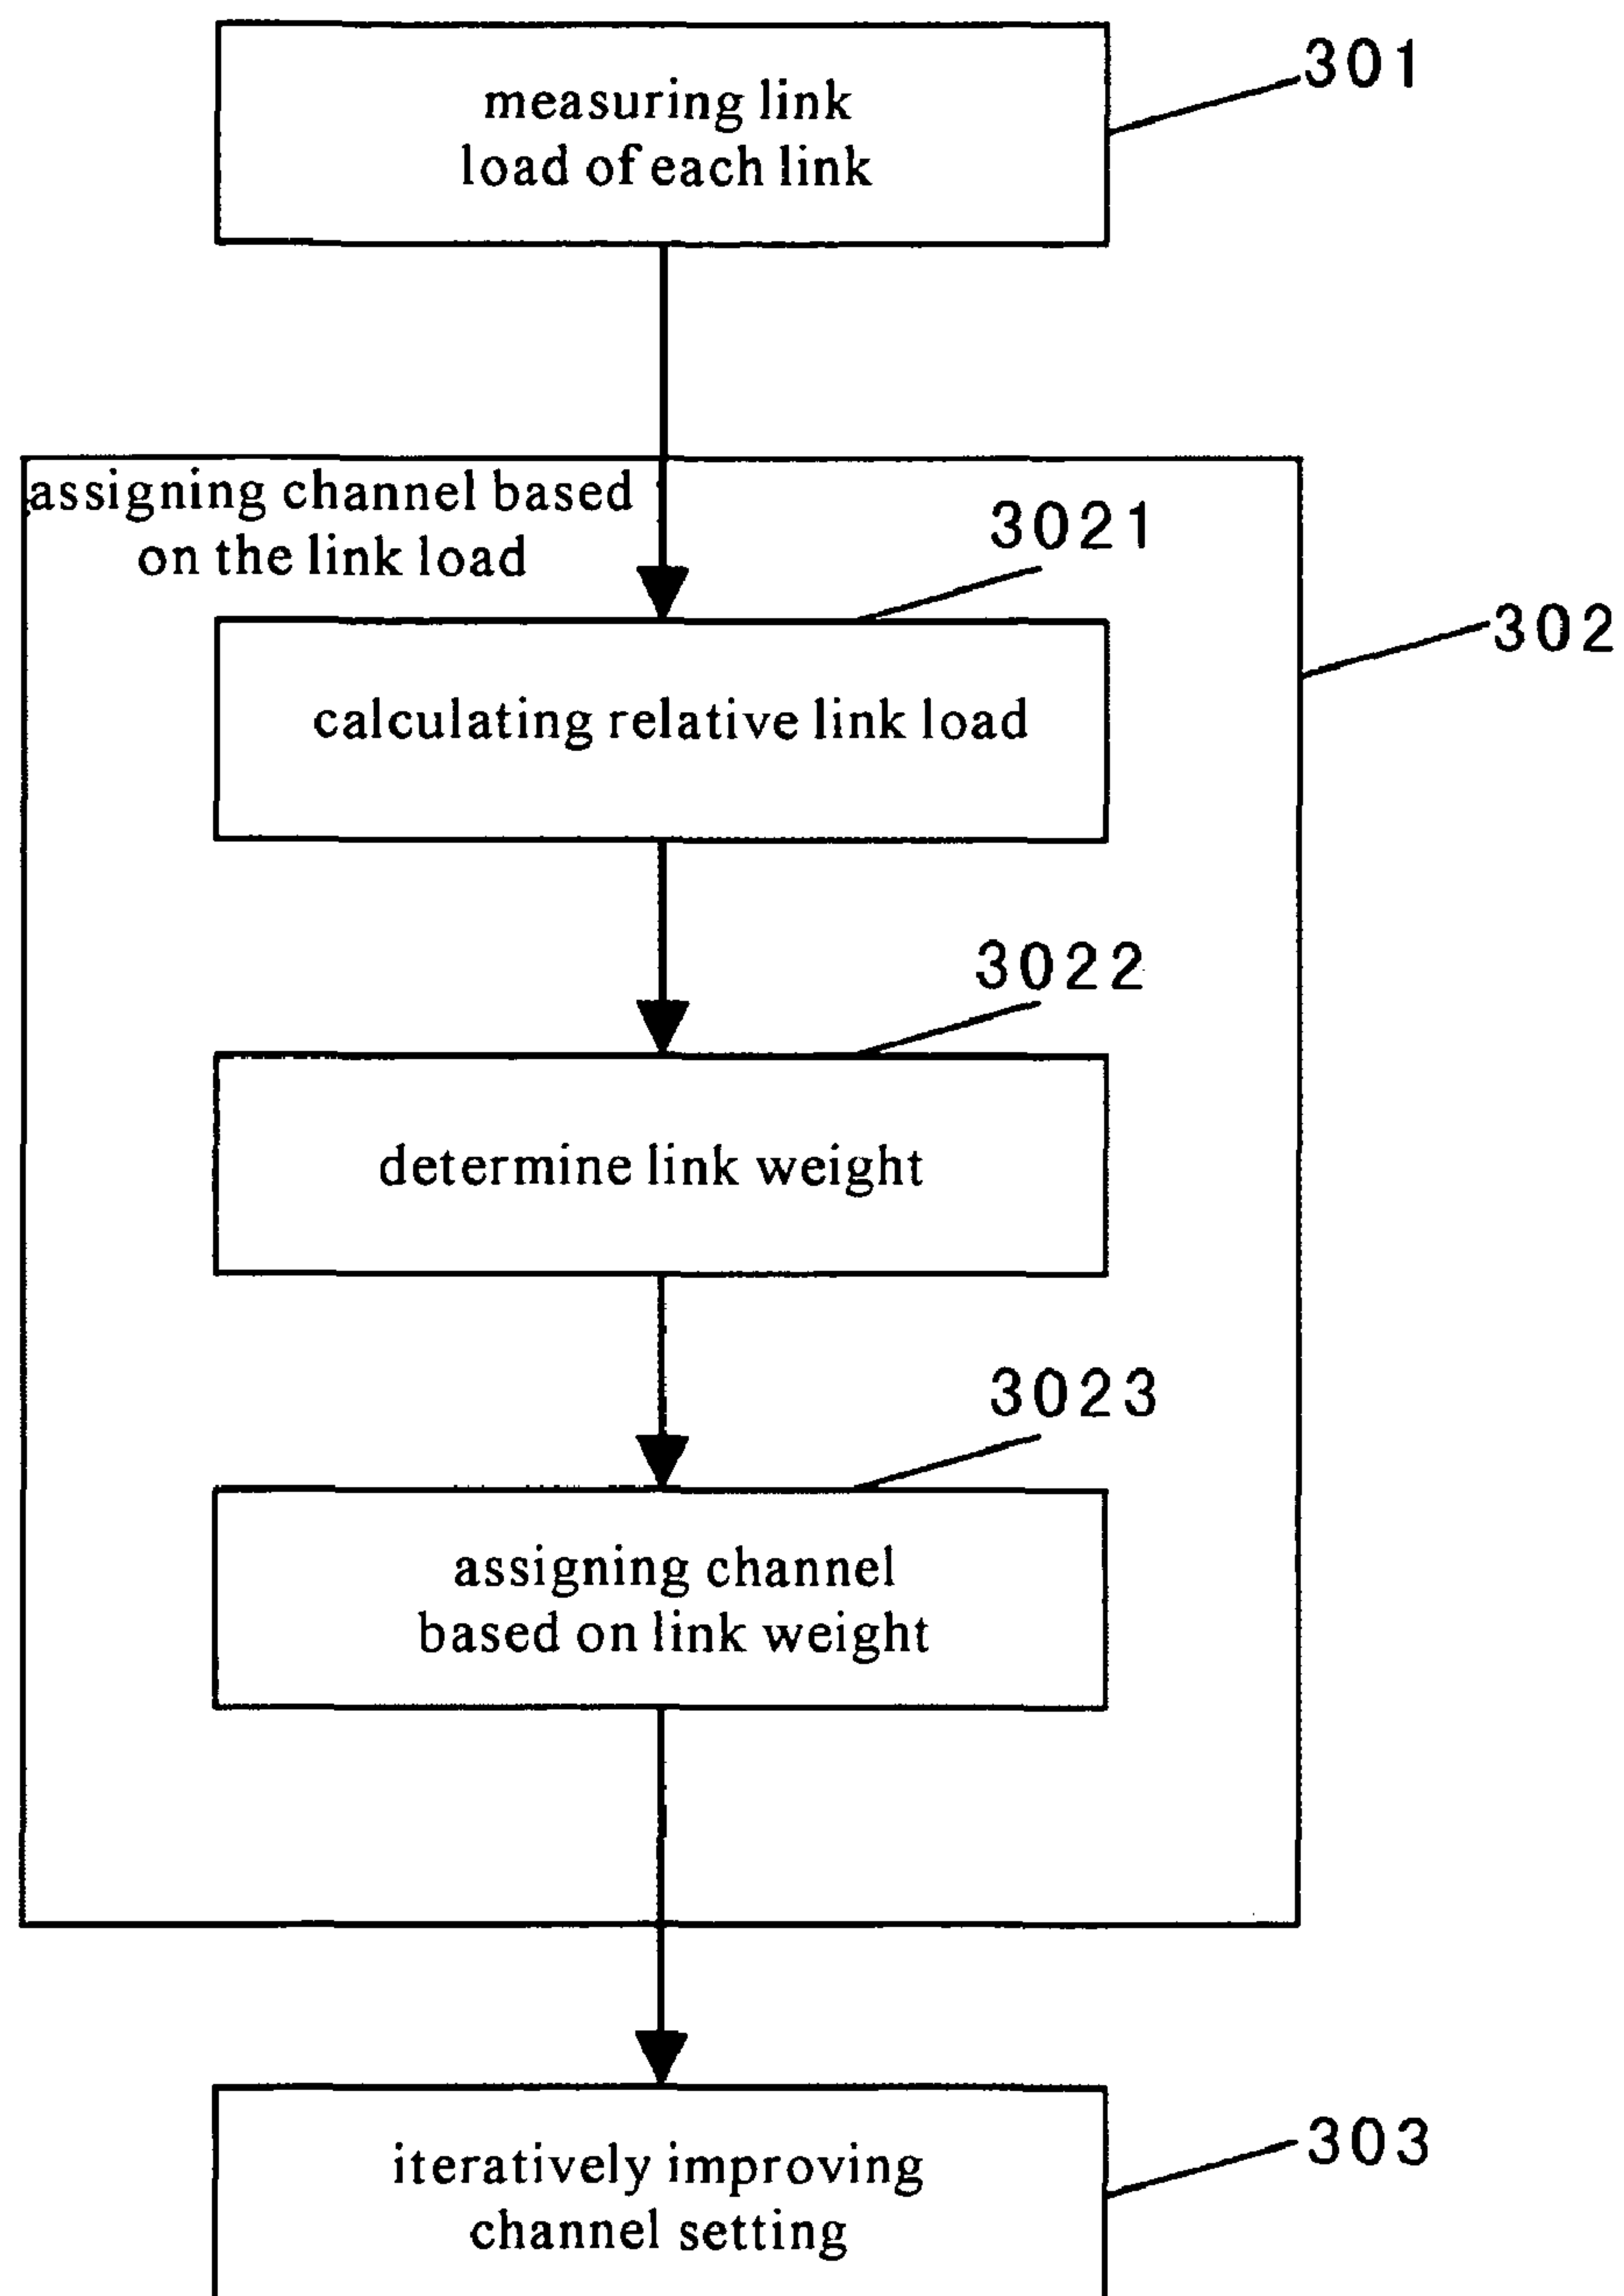 measuring link
load of each link
301
assigning channel based
on the link load
3021
302
calculating relative link load
3022
determine link weight
3023
assigning channel
based on link weight
iteratively improving
channel setting
303